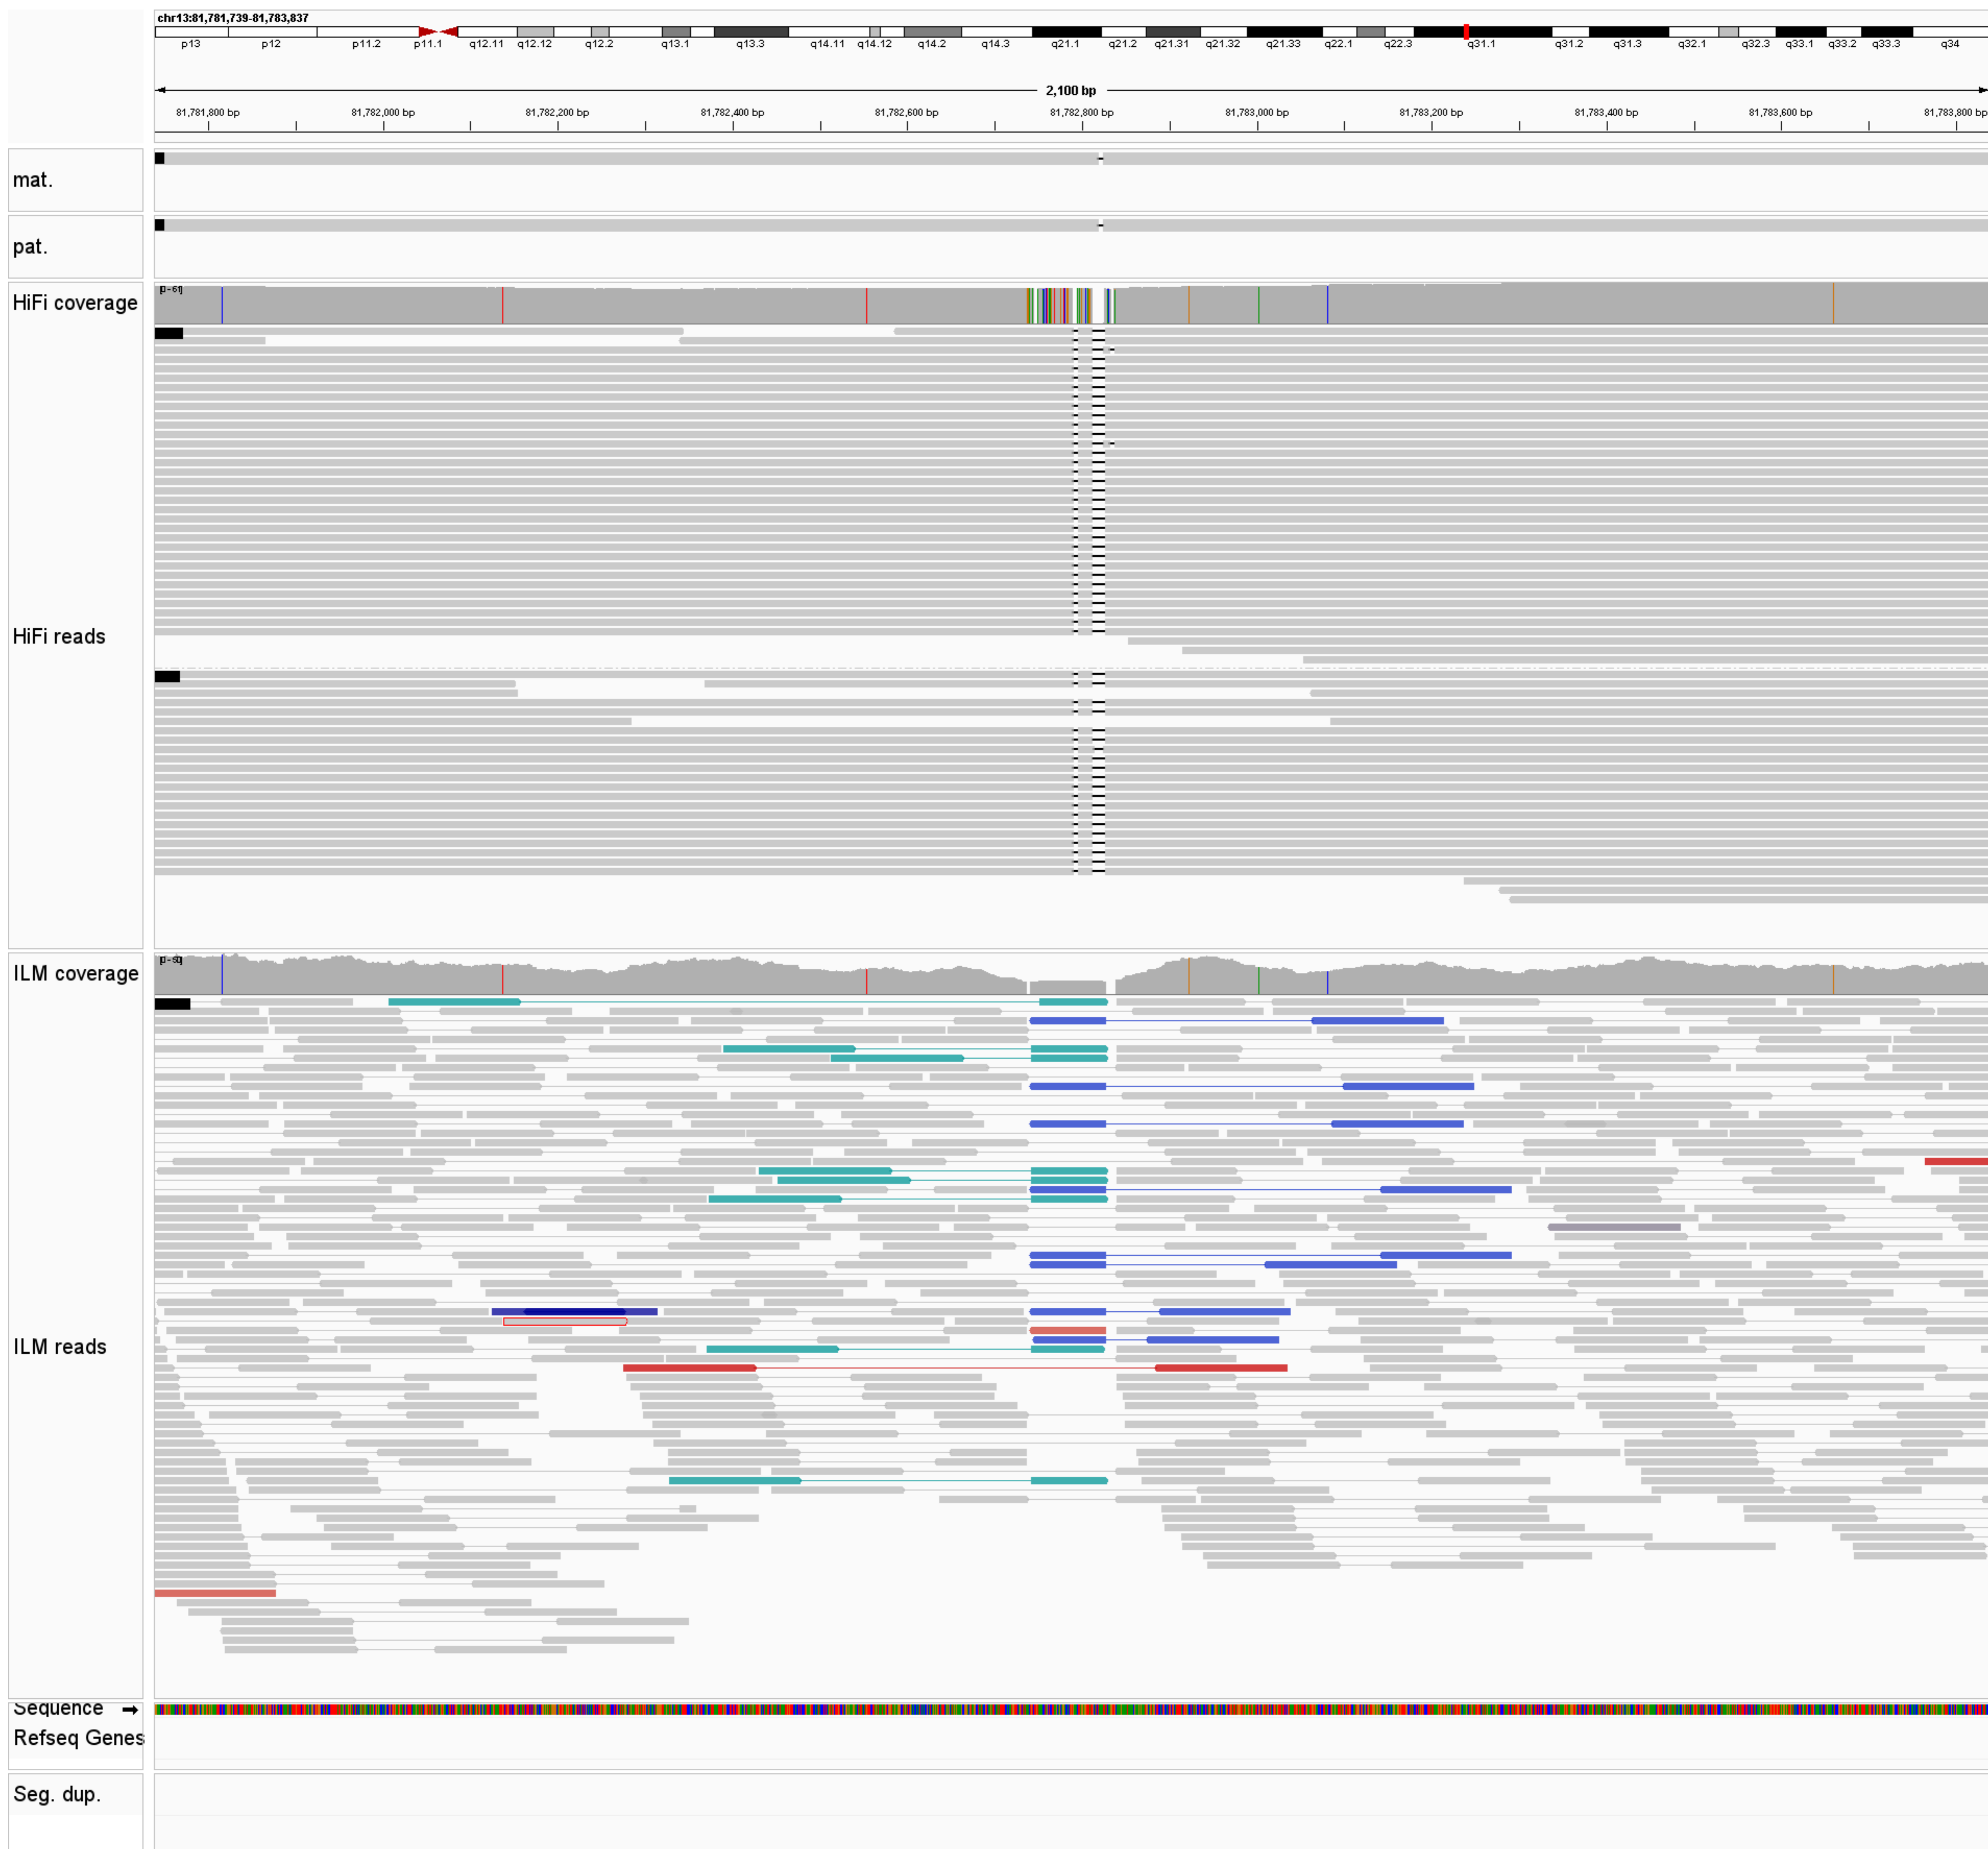 chr13:81,781,739-81,783,837
p13 p12 p11.2 p11.1 q12.11 q12.12 q12.2 q13.1 q13.3 q14.11 q14.12 q14.2 q14.3 q21.1 q21.2 q21.31 q21.32 q21.33 q22.1 q22.3 q31.1 q31.2 q31.3 q32.1 q32.3 q33.1 q33.2 q33.3 q34
2,100 bp
81,781,800 bp 81,782,000 bp 81,782,200 bp 81,782,400 bp 81,782,600 bp 81,782,800 bp 81,783,000 bp 81,783,200 bp 81,783,400 bp 81,783,600 bp 81,783,800 bp
mat.
pat.
HiFi coverage
[0-61]
HiFi reads
ILM coverage
ILM reads
Sequence
Refseq Genes
Seg. dup.